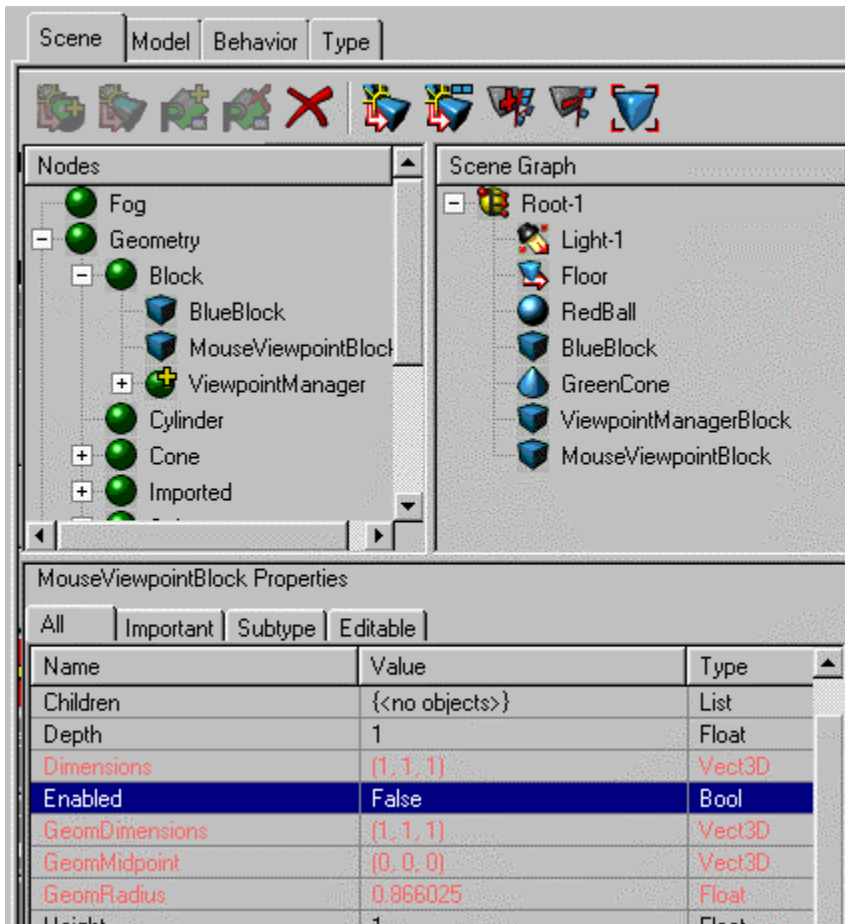 Scene Model Behavior Type
Nodes
Fog
Geometry
Block
BlueBlock
MouseViewpointBlock
ViewpointManager
Cylinder
Cone
Imported
Scene Graph
Root-1
Light-1
Floor
RedBall
BlueBlock
GreenCone
ViewpointManagerBlock
MouseViewpointBlock
MouseViewpointBlock Properties
All Important Subtype Editable
Name Value Type
Children {<no objects>} List
Depth 1 Float
Dimensions (1, 1, 1) Vect3D
Enabled False Bool
GeomDimensions (1, 1, 1) Vect3D
GeomMidpoint (0, 0, 0) Vect3D
GeomRadius 0.866025 Float
Height 1 Float